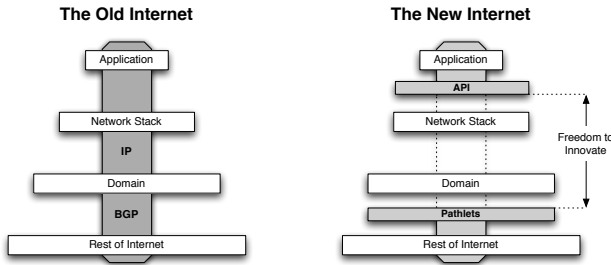 The Old Internet
Application
Network Stack
IP
Domain
BGP
Rest of Internet
The New Internet
Application
API
Network Stack
Freedom to
Innovate
Domain
Pathlets
Rest of Internet